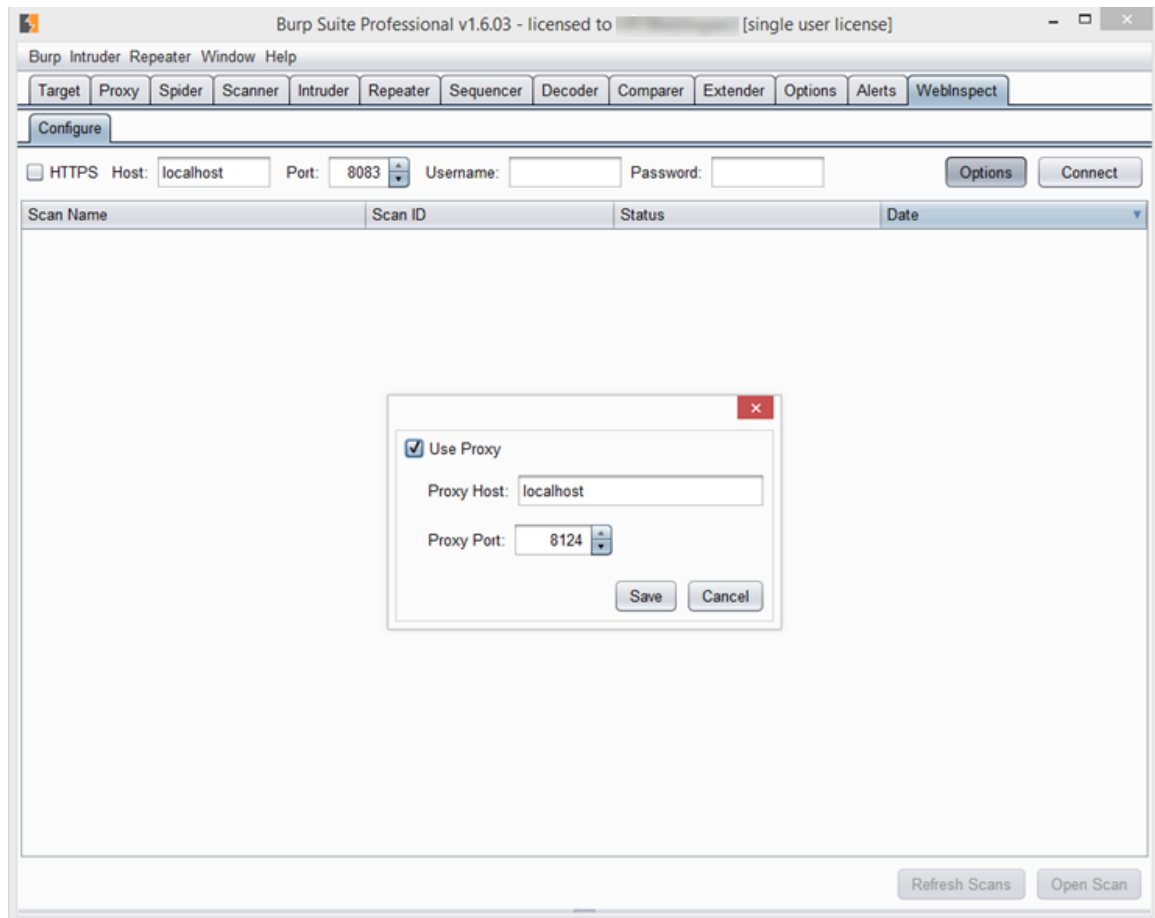 Burp Suite Professional v1.6.03 - licensed to [single user license]
Burp Intruder Repeater Window Help
Target Proxy Spider Scanner Intruder Repeater Sequencer Decoder Comparer Extender Options Alerts WebInspect
Configure
HTTPS Host: localhost Port: 8083 Username: Password: Options Connect
Scan Name Scan ID Status Date
Use Proxy
Proxy Host: localhost
Proxy Port: 8124
Save Cancel
Refresh Scans Open Scan